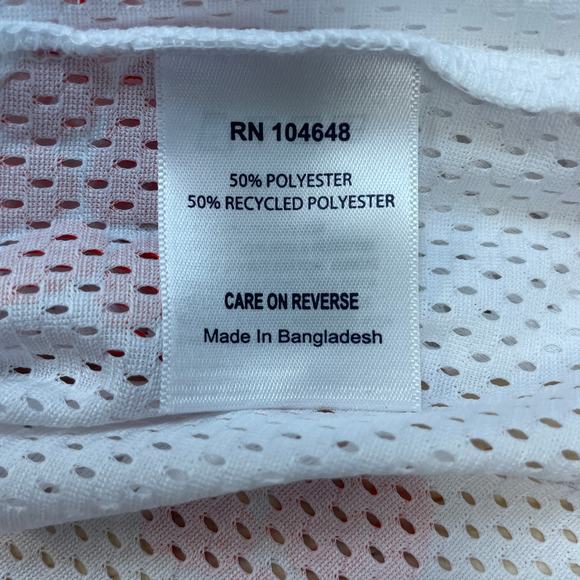 RN 104648
50% POLYESTER
50% RECYCLED POLYESTER
CARE ON REVERSE
Made In Bangladesh